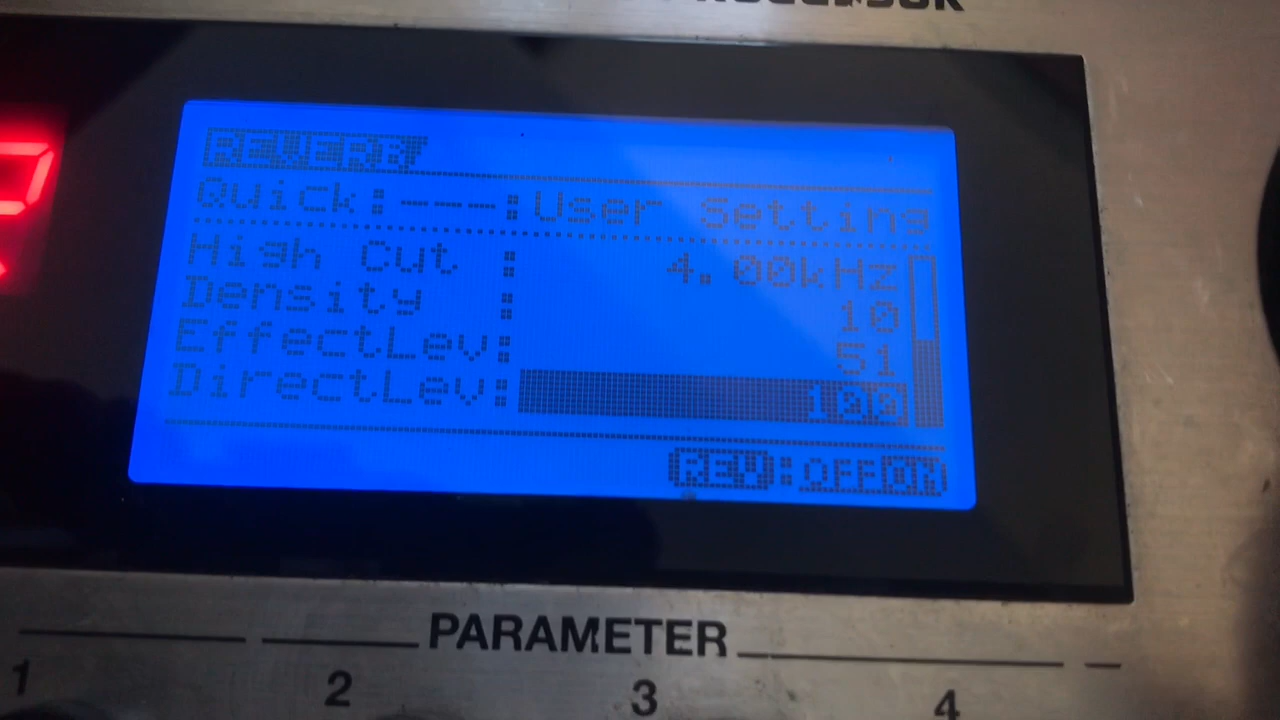 REVERB
Quick:---:User Setting
High Cut : 4.00kHz
Density : 10
EffectLev: 51
DirectLev: 100
REV:OFF ON
PARAMETER
1 2 3 4